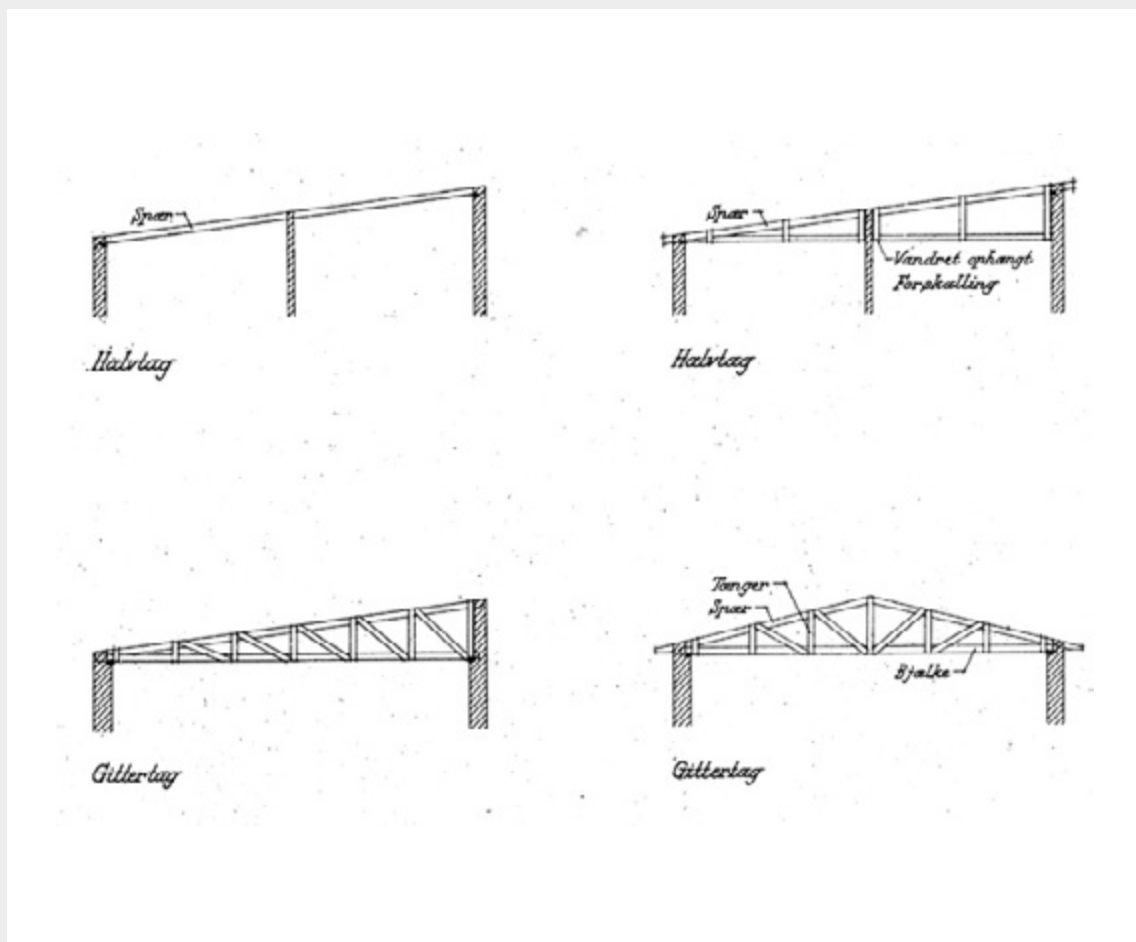 Spær
Halvtag
Spær
Vandret ophængt
Forskalling
Halvtag
Gittertag
Tænger
Spær
Bjælke
Gittertag